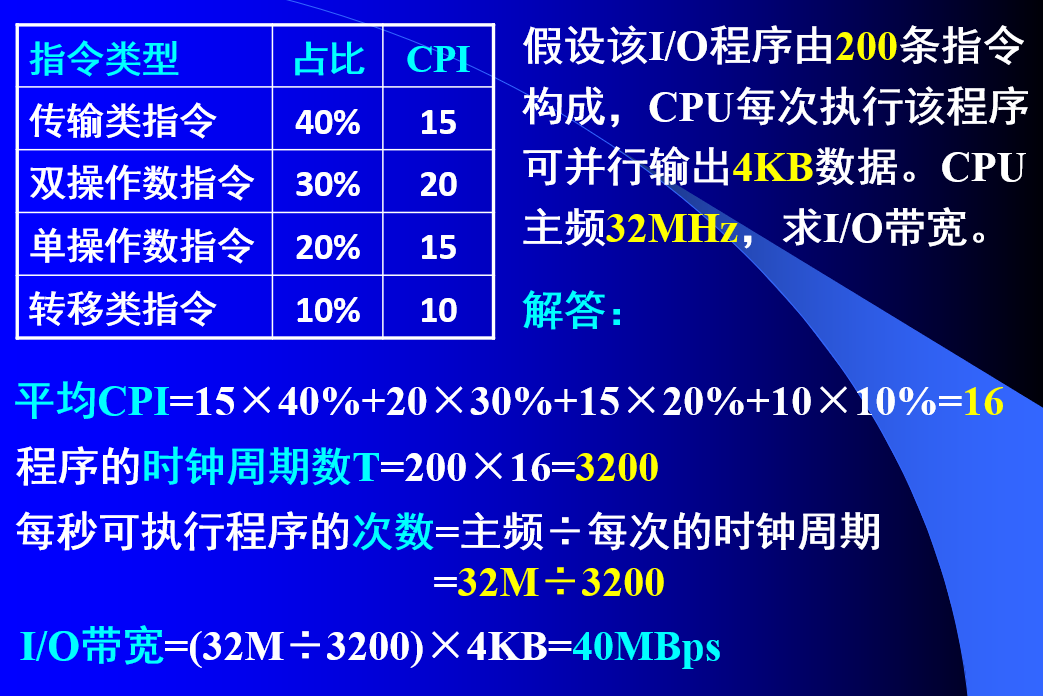 指令类型 占比 CPI
传输类指令 40% 15
双操作数指令 30% 20
单操作数指令 20% 15
转移类指令 10% 10
假设该I/O程序由200条指令
构成，CPU每次执行该程序
可并行输出4KB数据。CPU
主频32MHz，求I/O带宽。
解答：
平均CPI=15×40%+20×30%+15×20%+10×10%=16
程序的时钟周期数T=200×16=3200
每秒可执行程序的次数=主频÷每次的时钟周期
=32M÷3200
I/O带宽=(32M÷3200)×4KB=40MBps